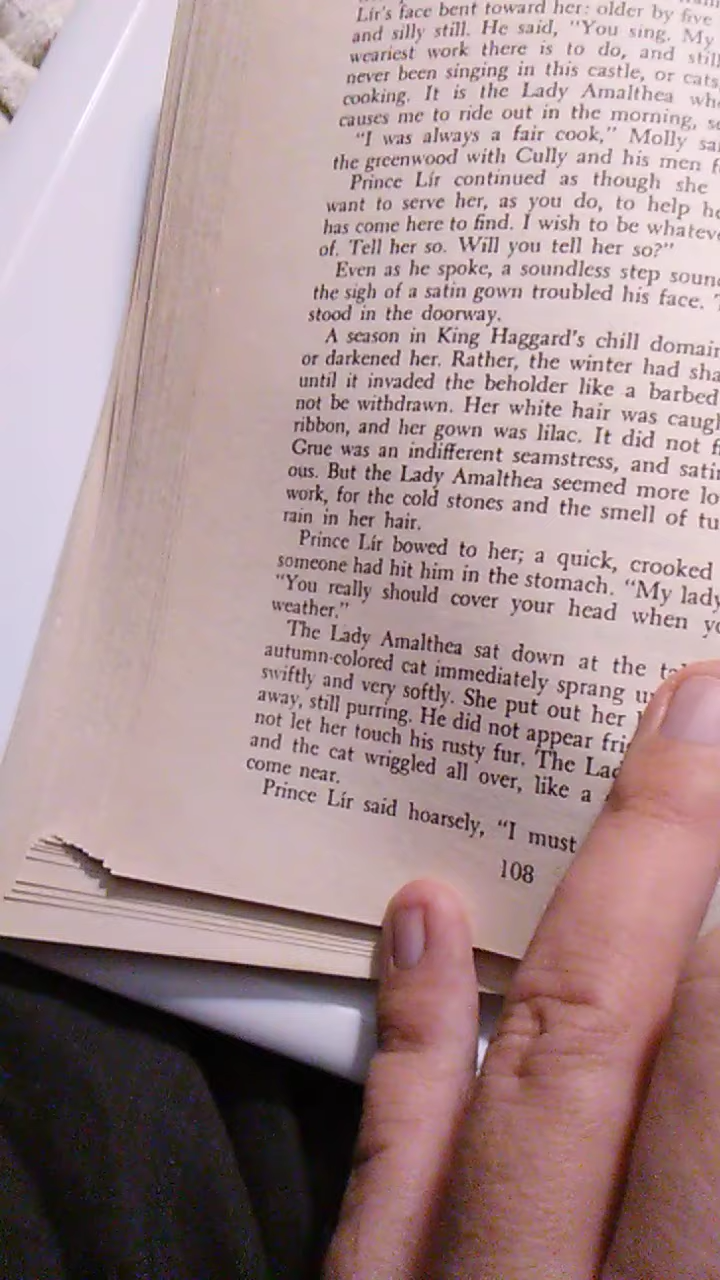 Lír's face bent toward her: older by five
and silly still. He said, "You sing. My
weariest work there is to do, and still
never been singing in this castle, or cats,
cooking. It is the Lady Amalthea
causes me to ride out in the morning,
"I was always a fair cook," Molly
the greenwood with Cully and his men
Prince Lír continued as though she
want to serve her, as you do, to help
has come here to find. I wish to be
of. Tell her so. Will you tell her so?"
Even as he spoke, a soundless step
the sigh of a satin gown troubled his face.
stood in the doorway.
A season in King Haggard's chill domain
or darkened her. Rather, the winter had
until it invaded the beholder like a barbed
not be withdrawn. Her white hair was
ribbon, and her gown was lilac. It did not
Grue was an indifferent seamstress, and
ous. But the Lady Amalthea seemed more
work, for the cold stones and the smell of
rain in her hair.
Prince Lír bowed to her; a quick, crooked
someone had hit him in the stomach. "My lady
"You really should cover your head when
weather."
The Lady Amalthea sat down at the
autumn-colored cat immediately sprang
swiftly and very softly. She put out her
away, still purring. He did not appear
not let her touch his rusty fur. The
and the cat wriggled all over, like a
come near.
Prince Lír said hoarsely, "I must
108